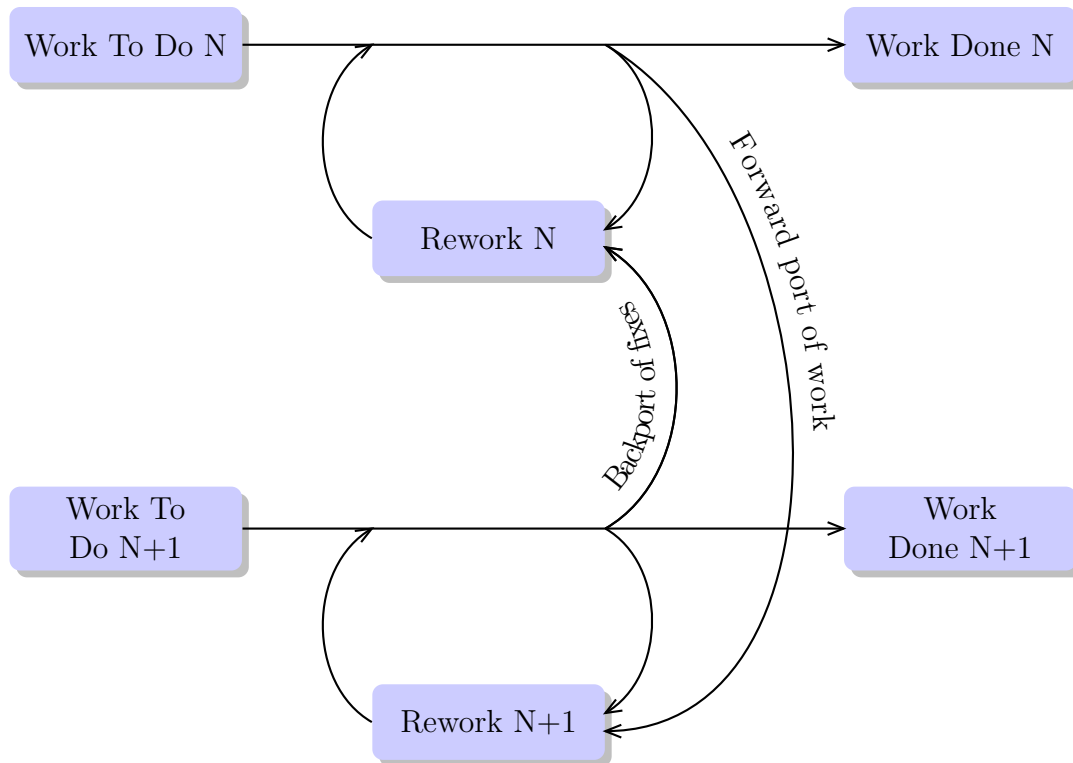 Work To Do N
Work Done N
Forward port of work
Rework N
Backport of fixes
Work To
Do N+1
Work
Done N+1
Rework N+1